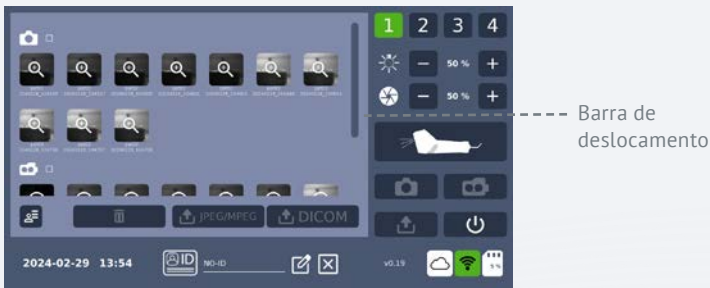 1 2 3 4
50 %
50 %
Barra de
deslocamento
JPEG/MPEG
DICOM
2024-02-29 13:54
ID
NO-ID
v0.19
5 %